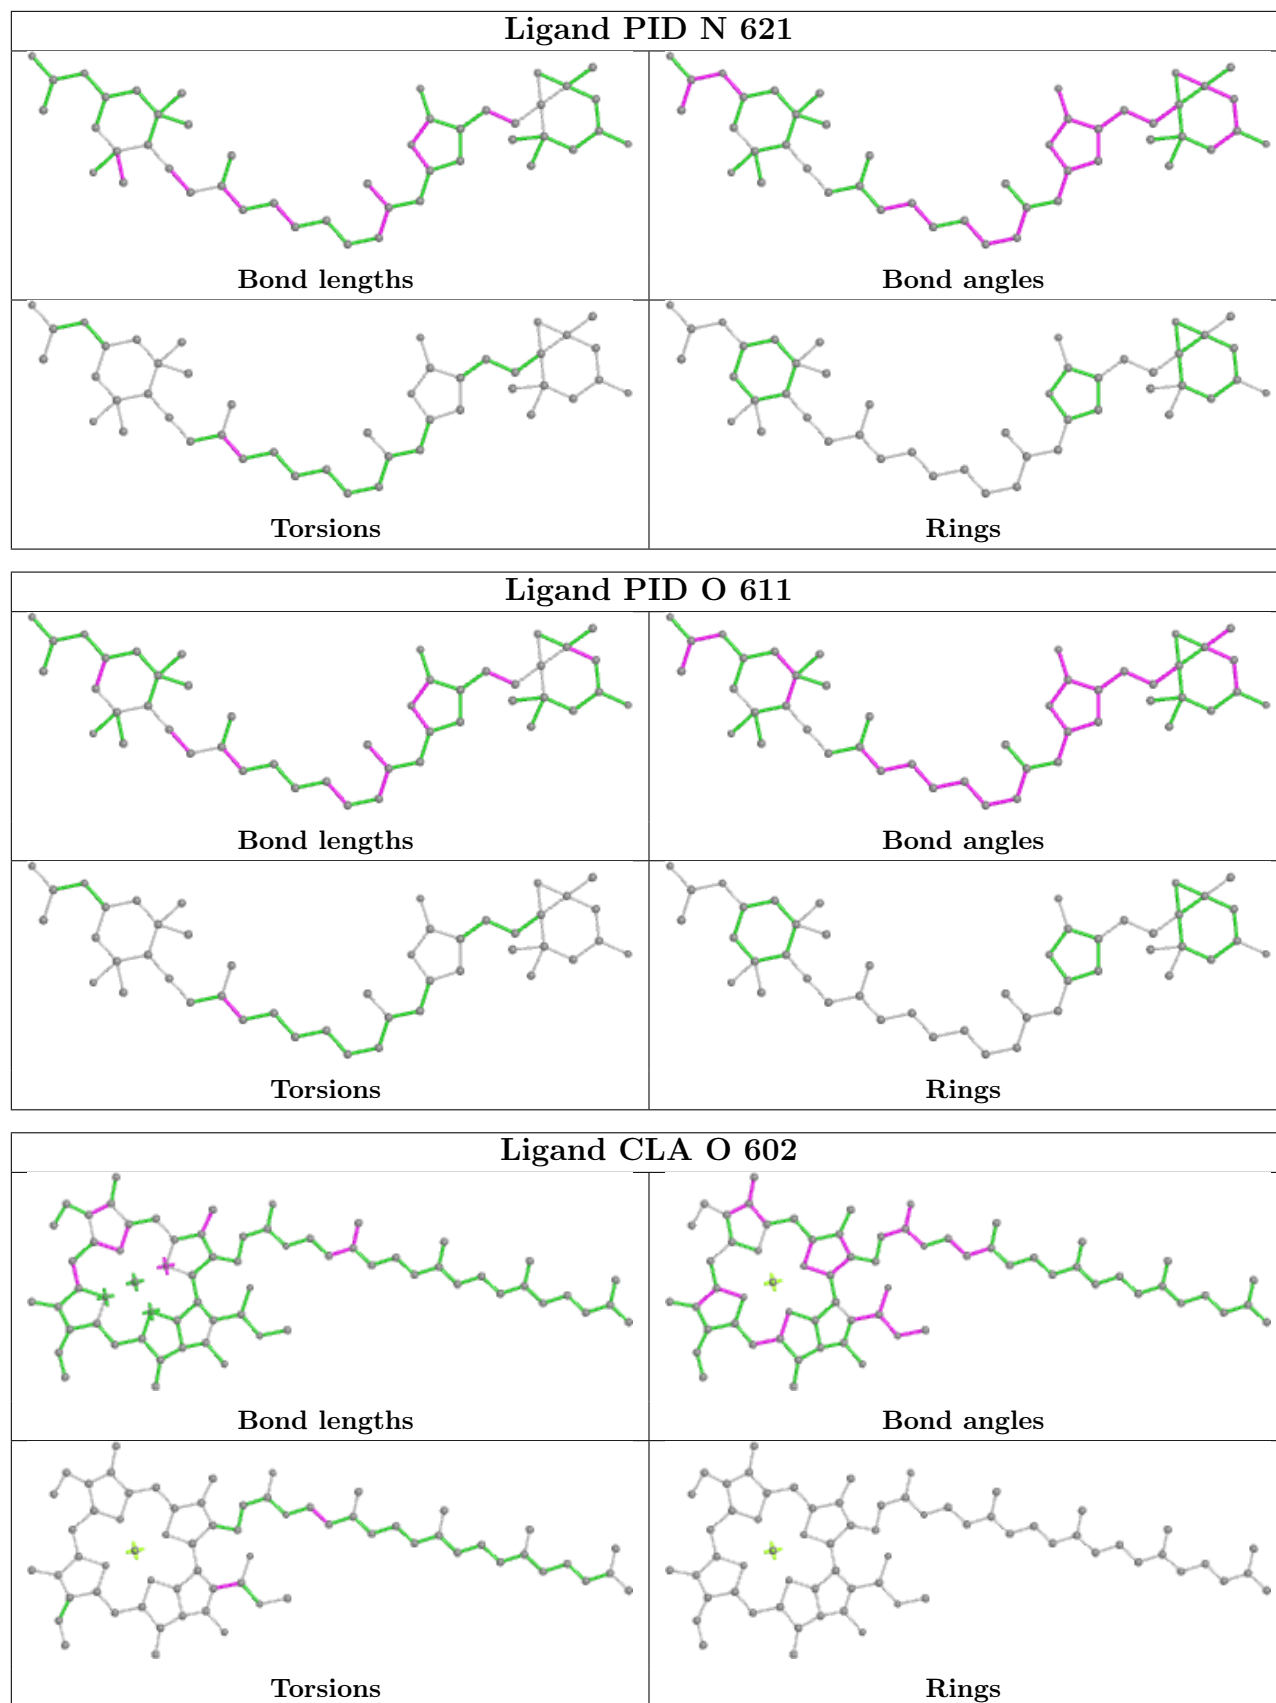 Ligand PID N 621
Bond lengths
Bond angles
Torsions
Rings
Ligand PID O 611
Bond lengths
Bond angles
Torsions
Rings
Ligand CLA O 602
Bond lengths
Bond angles
Torsions
Rings